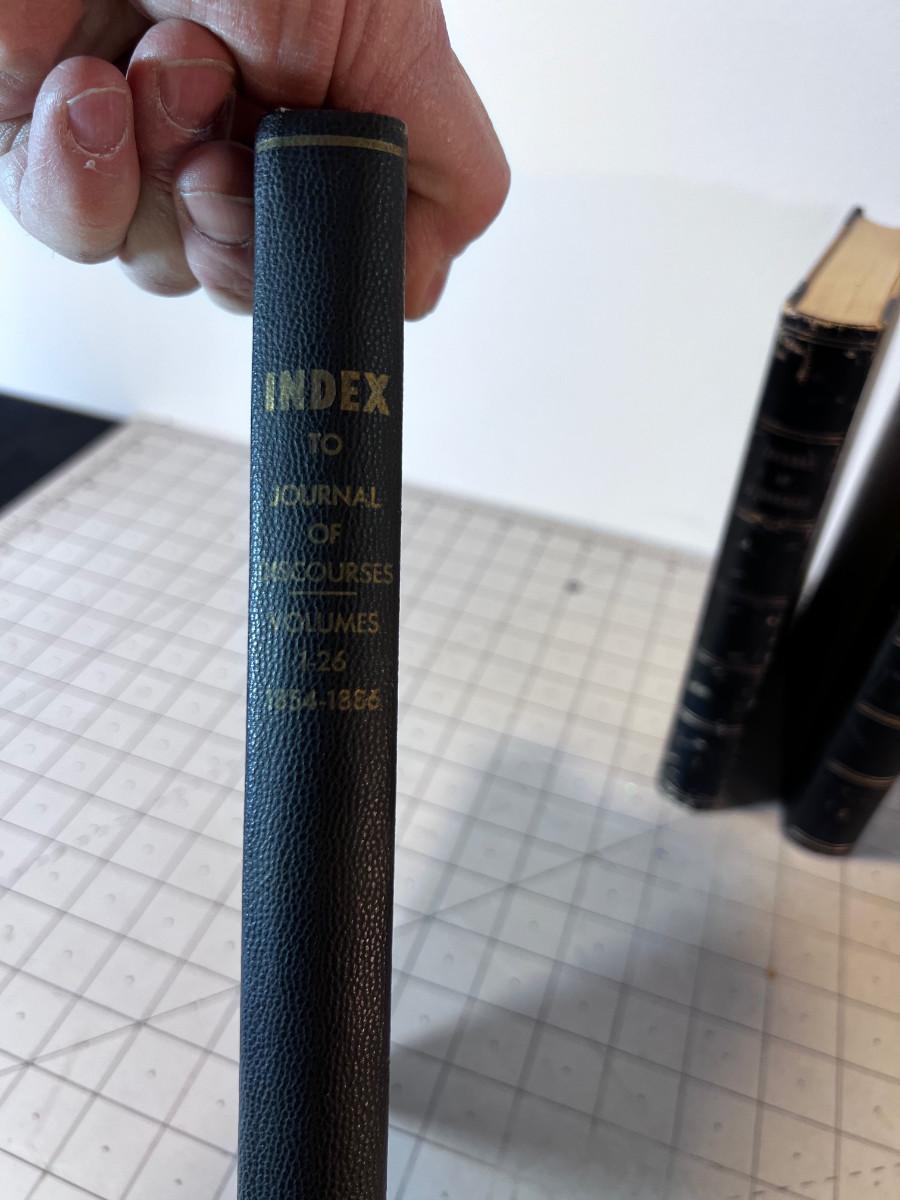 INDEX
TO
JOURNAL
OF
DISCOURSES
VOLUMES
1-26
1854-1886